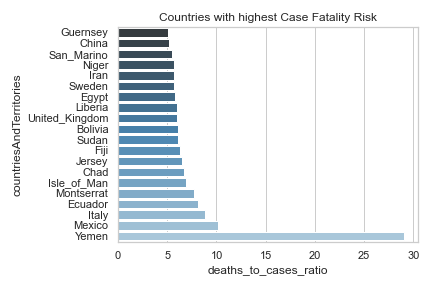 Countries with highest Case Fatality Risk
countriesAndTerritories
Guernsey
China
San_Marino
Niger
Iran
Sweden
Egypt
Liberia
United_Kingdom
Bolivia
Sudan
Fiji
Jersey
Chad
Isle_of_Man
Montserrat
Ecuador
Italy
Mexico
Yemen
0 5 10 15 20 25 30
deaths_to_cases_ratio